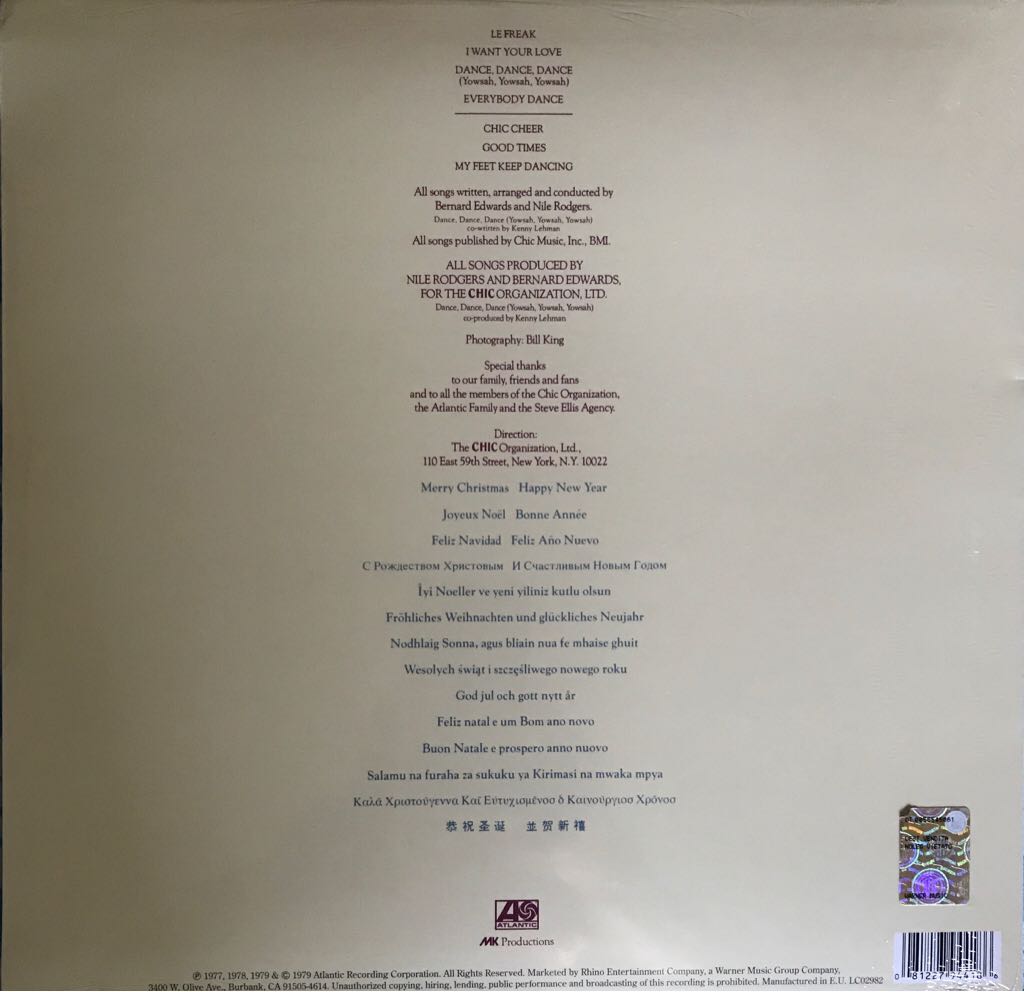 LE FREAK
I WANT YOUR LOVE
DANCE, DANCE, DANCE
(Yowsah, Yowsah, Yowsah)
EVERYBODY DANCE
CHIC CHEER
GOOD TIMES
MY FEET KEEP DANCING
All songs written, arranged and conducted by
Bernard Edwards and Nile Rodgers.
Dance, Dance, Dance (Yowsah, Yowsah, Yowsah)
co-written by Kenny Lehman
All songs published by Chic Music, Inc., BMI.
ALL SONGS PRODUCED BY
NILE RODGERS AND BERNARD EDWARDS,
FOR THE CHIC ORGANIZATION, LTD.
Dance, Dance, Dance (Yowsah, Yowsah, Yowsah)
co-produced by Kenny Lehman
Photography: Bill King
Special thanks
to our family, friends and fans
and to all the members of the Chic Organization,
the Atlantic Family and the Steve Ellis Agency.
Direction:
The CHIC Organization, Ltd.,
110 East 59th Street, New York, N.Y. 10022
Merry Christmas Happy New Year
Joyeux Noël Bonne Année
Feliz Navidad Feliz Año Nuevo
С Рождеством Христовым И Счастливым Новым Годом
İyi Noeller ve yeni yiliniz kutlu olsun
Fröhliches Weihnachten und glückliches Neujahr
Nodhlaig Sonna, agus bliain nua fe mhaise ghuit
Wesolych świąt i szczęśliwego nowego roku
God jul och gott nytt år
Feliz natal e um Bom ano novo
Buon Natale e prospero anno nuovo
Salamu na furaha za sukuku ya Kirimasi na mwaka mpya
Καλά Χριστούγεννα Καί Εύτυχισμένοσ δ Καινούργιοσ Χρόνοσ
恭祝圣诞 並贺新禧
NOLEG VIETATO
WARNER MUSIC
ATLANTIC
MK Productions
℗ 1977, 1978, 1979 & © 1979 Atlantic Recording Corporation. All Rights Reserved. Marketed by Rhino Entertainment Company, a Warner Music Group Company,
3400 W. Olive Ave., Burbank, CA 91505-4614. Unauthorized copying, hiring, lending, public performance and broadcasting of this recording is prohibited. Manufactured in E.U. LC02982